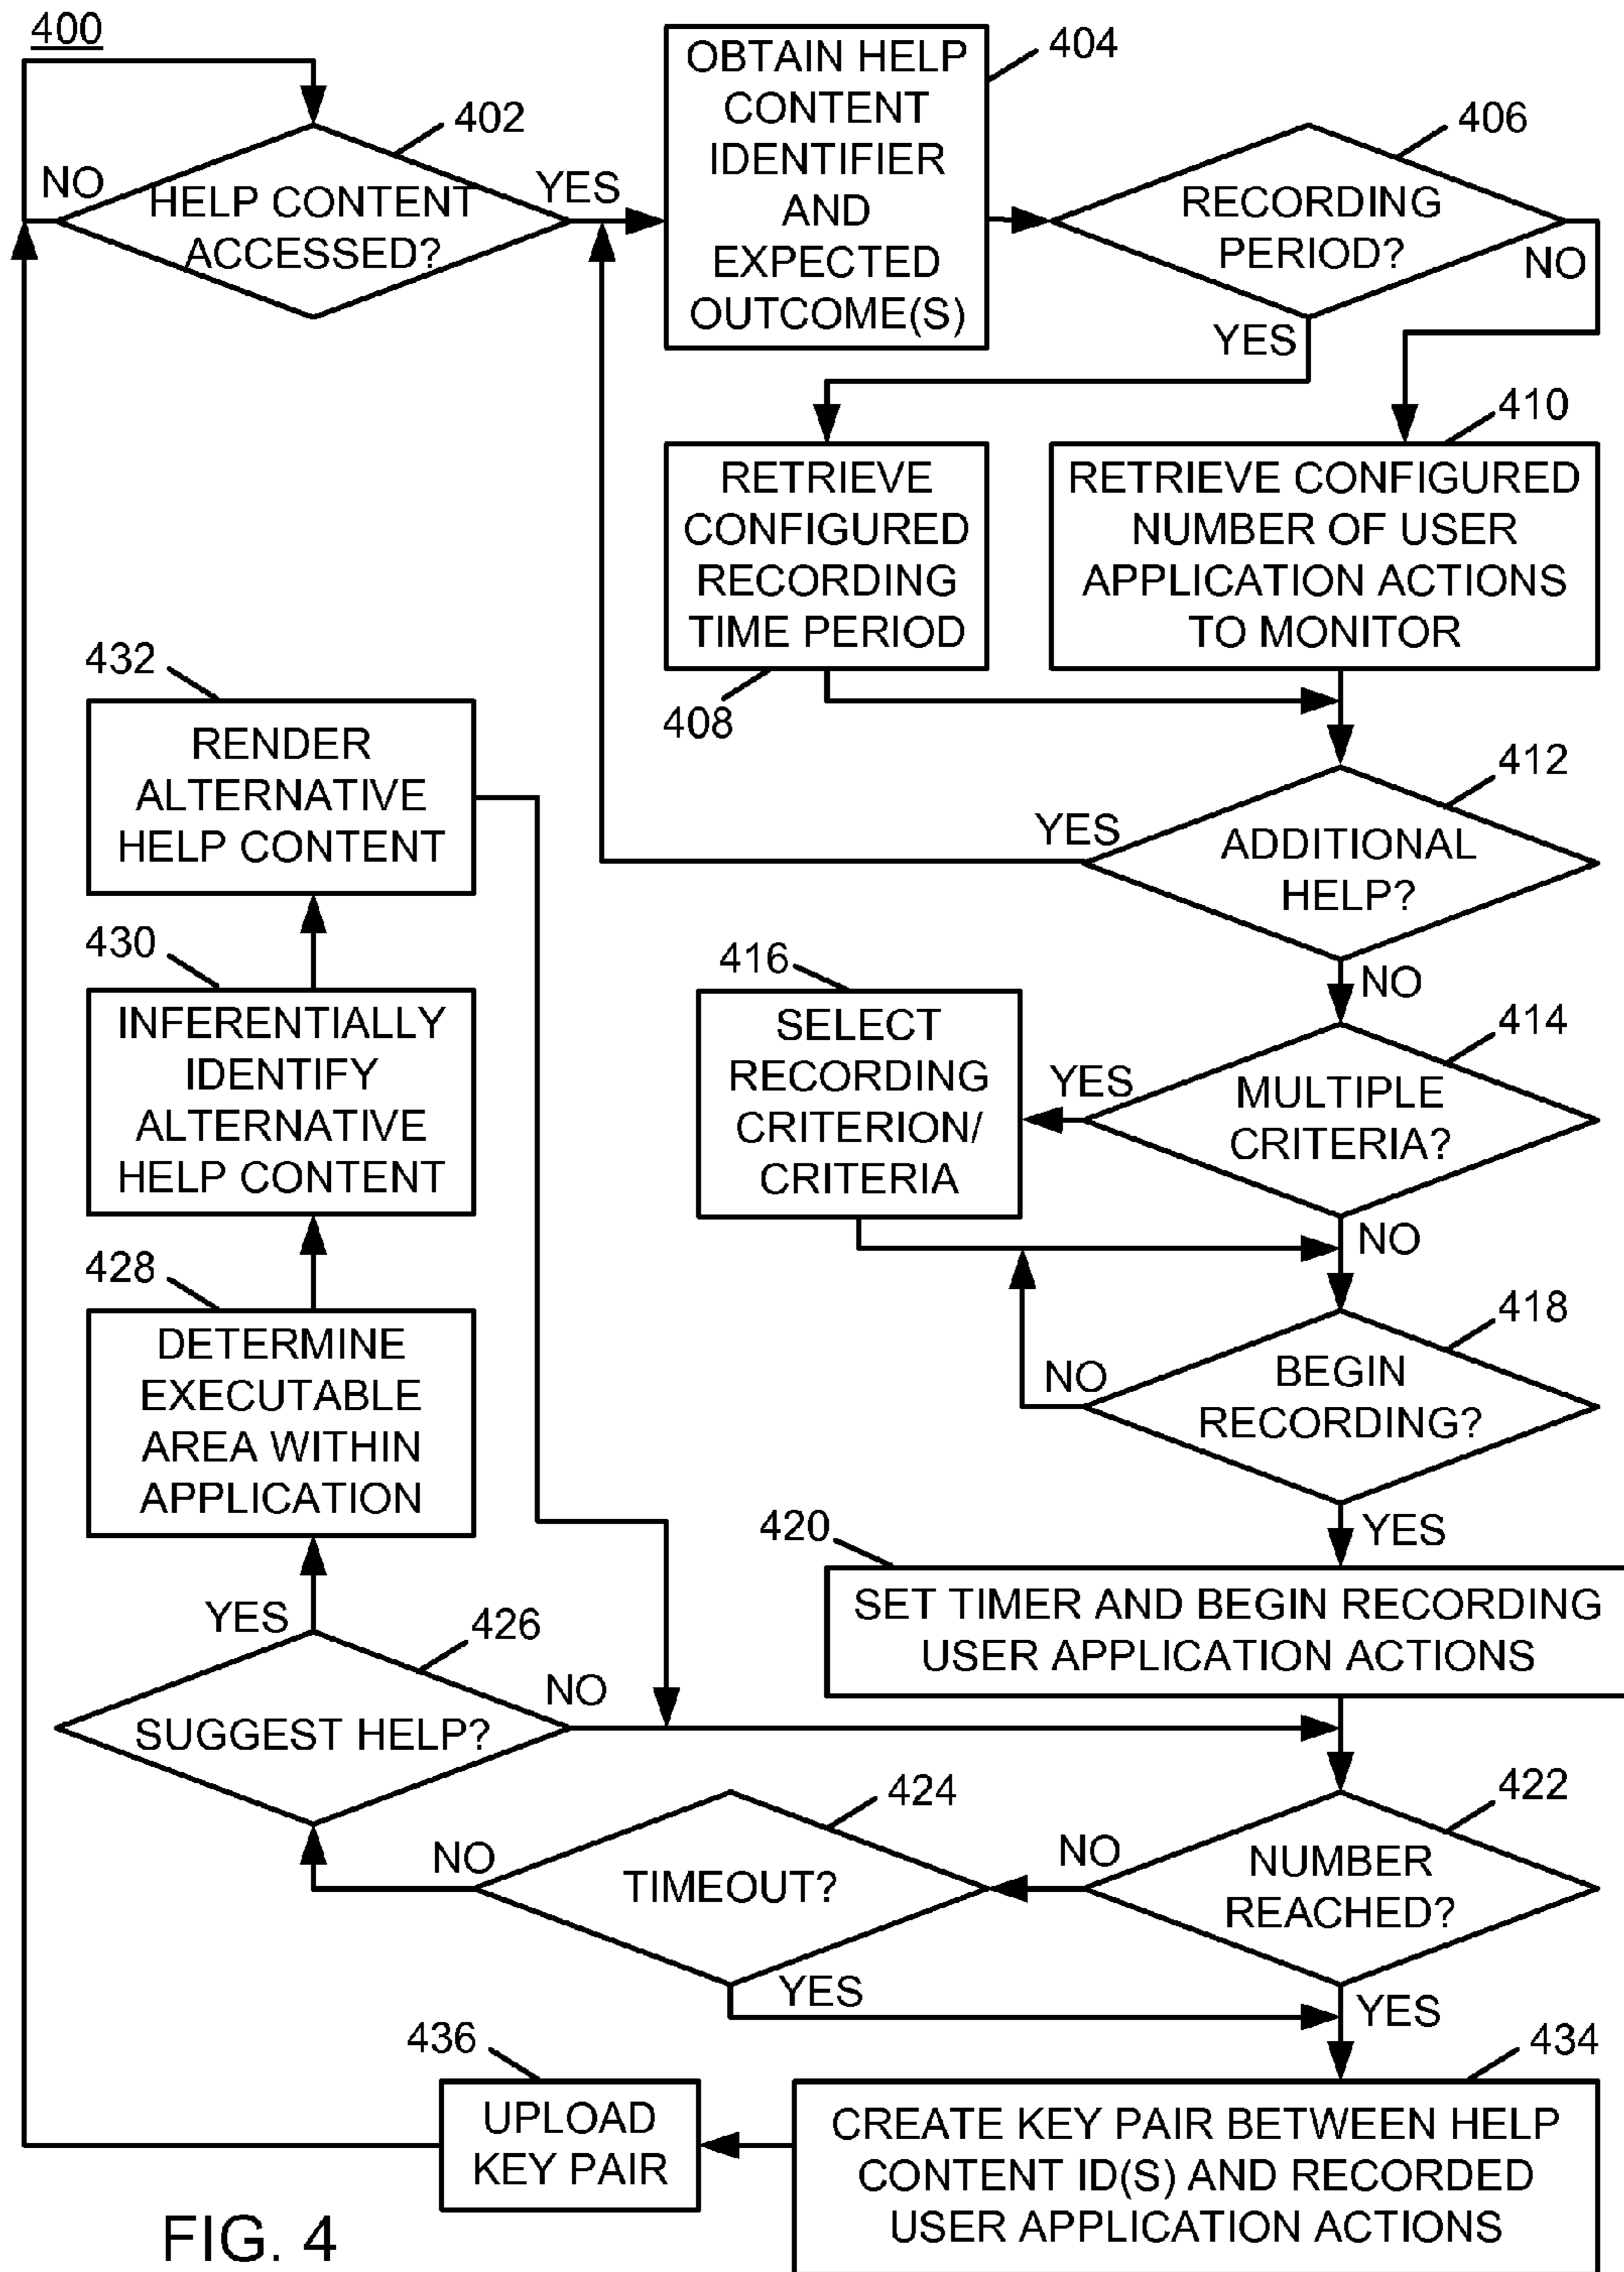 400
402
HELP CONTENT
ACCESSED?
NO
YES
404
OBTAIN HELP
CONTENT
IDENTIFIER
AND
EXPECTED
OUTCOME(S)
406
RECORDING
PERIOD?
NO
YES
408
RETRIEVE
CONFIGURED
RECORDING
TIME PERIOD
410
RETRIEVE CONFIGURED
NUMBER OF USER
APPLICATION ACTIONS
TO MONITOR
412
ADDITIONAL
HELP?
YES
NO
414
MULTIPLE
CRITERIA?
YES
NO
416
SELECT
RECORDING
CRITERION/
CRITERIA
418
BEGIN
RECORDING?
NO
YES
420
SET TIMER AND BEGIN RECORDING
USER APPLICATION ACTIONS
422
NUMBER
REACHED?
NO
YES
424
TIMEOUT?
NO
YES
426
SUGGEST HELP?
YES
NO
428
DETERMINE
EXECUTABLE
AREA WITHIN
APPLICATION
430
INFERENTIALLY
IDENTIFY
ALTERNATIVE
HELP CONTENT
432
RENDER
ALTERNATIVE
HELP CONTENT
434
CREATE KEY PAIR BETWEEN HELP
CONTENT ID(S) AND RECORDED
USER APPLICATION ACTIONS
436
UPLOAD
KEY PAIR
FIG. 4